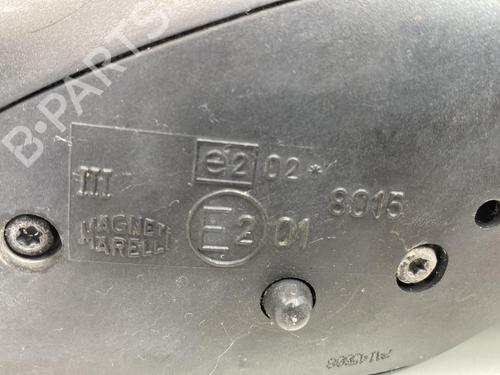 B-PARTS
III
e2 02*
8015
MAGNETI
MARELLI
E2 01